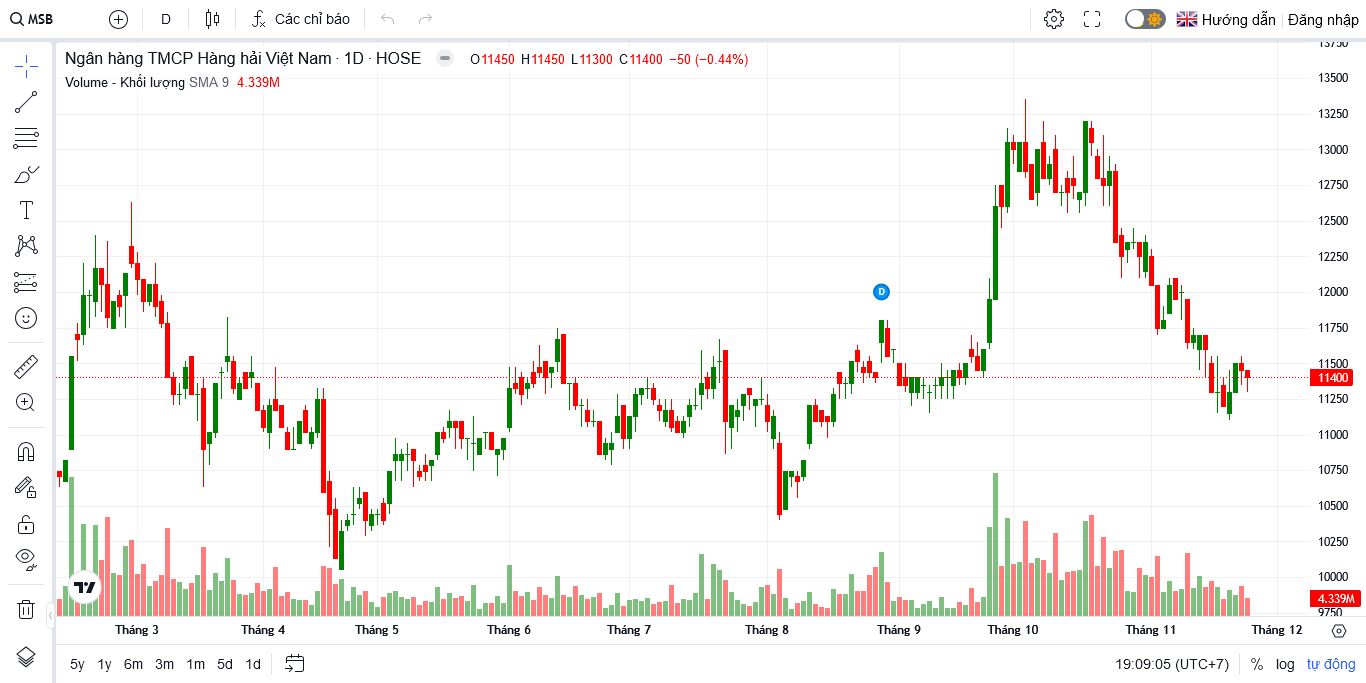 MSB D Các chỉ báo Hướng dẫn Đăng nhập
Ngân hàng TMCP Hàng hải Việt Nam · 1D · HOSE O11450 H11450 L11300 C11400 −50 (−0.44%)
Volume - Khối lượng SMA 9 4.339M
13750
13500
13250
13000
12750
12500
12250
12000
D
11750
11500
11400
11250
11000
10750
10500
10250
10000
4.339M
9750
Tháng 3 Tháng 4 Tháng 5 Tháng 6 Tháng 7 Tháng 8 Tháng 9 Tháng 10 Tháng 11 Tháng 12
5y 1y 6m 3m 1m 5d 1d 19:09:05 (UTC+7) % log tự động